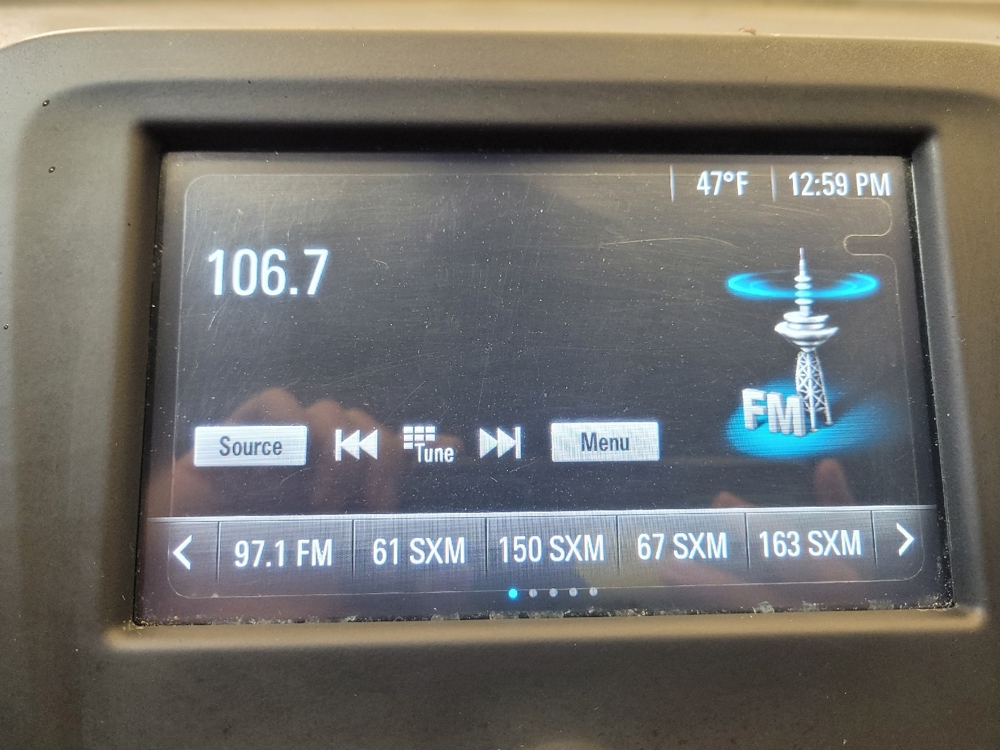 47°F 12:59 PM
106.7
FM
Source Tune Menu
97.1 FM 61 SXM 150 SXM 67 SXM 163 SXM